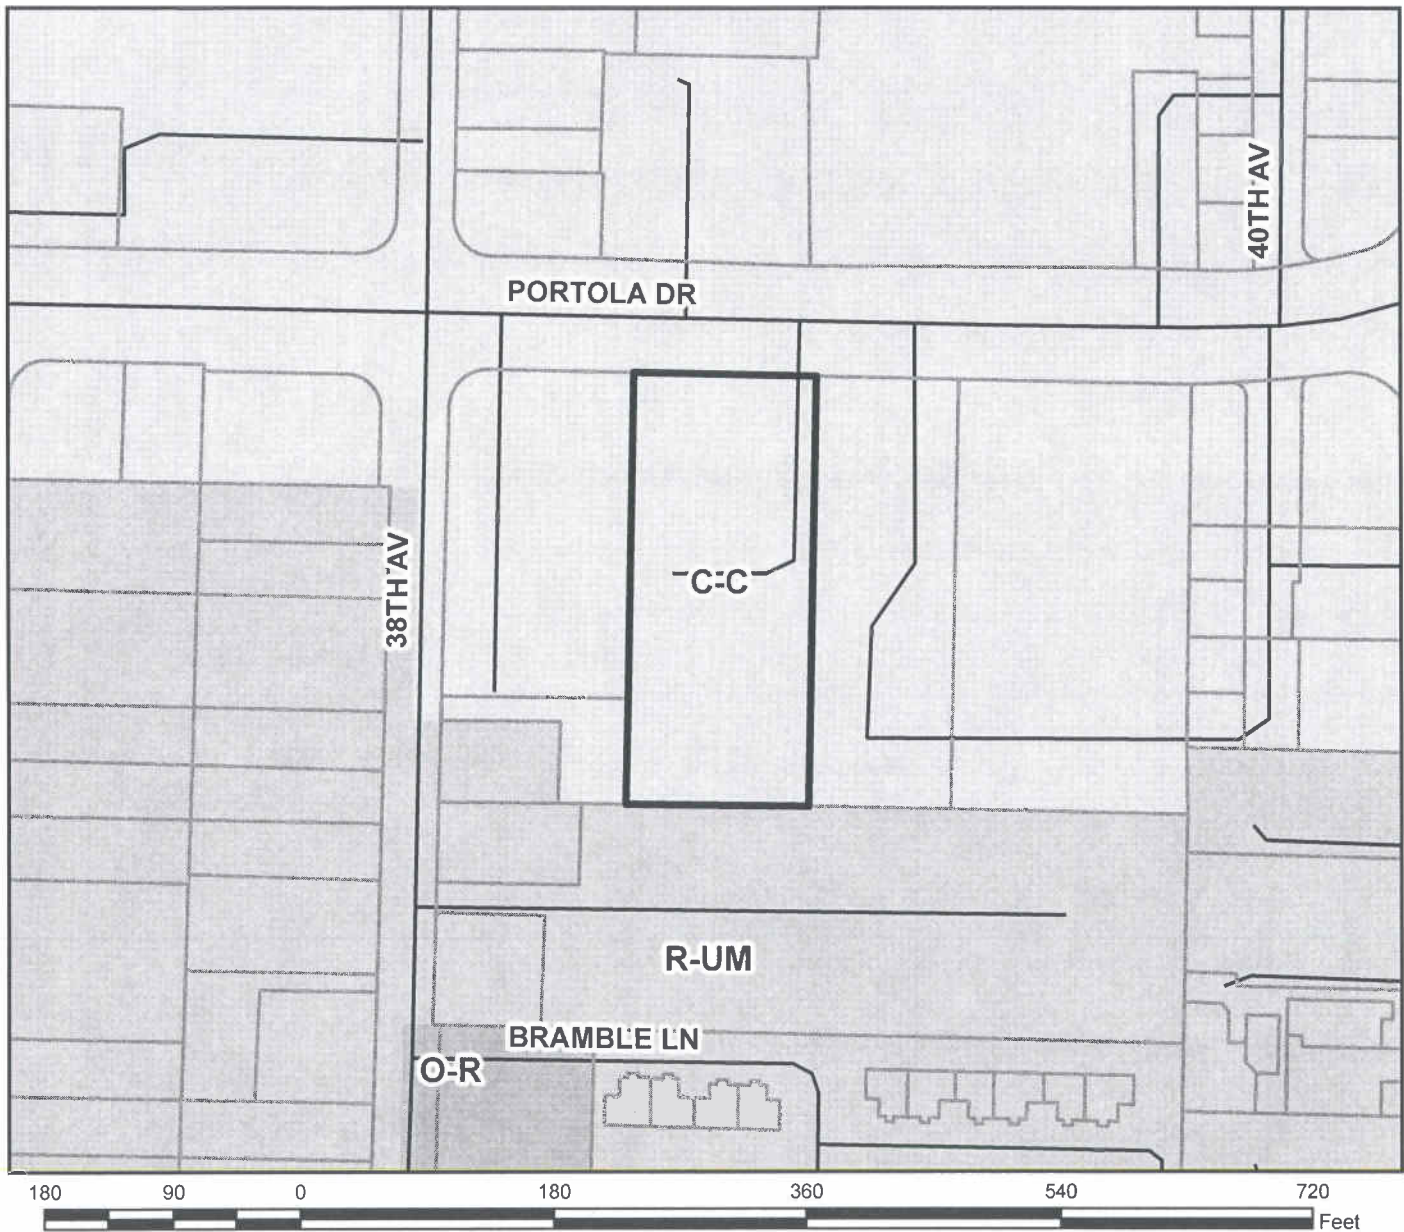 40TH AV
PORTOLA DR
38TH AV
C-C
R-UM
BRAMBLE LN
O-R
180 90 0 180 360 540 720
Feet